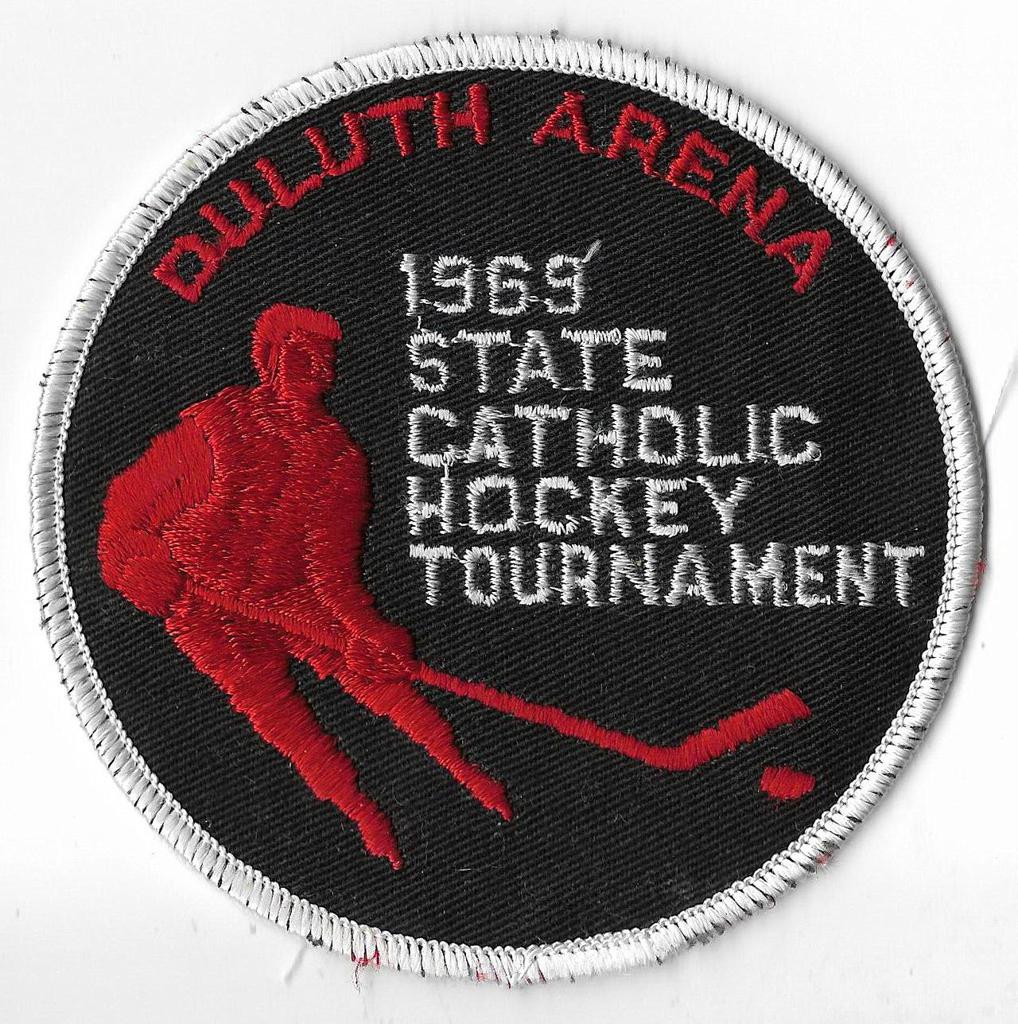 DULUTH ARENA
1969
STATE
CATHOLIC
HOCKEY
TOURNAMENT